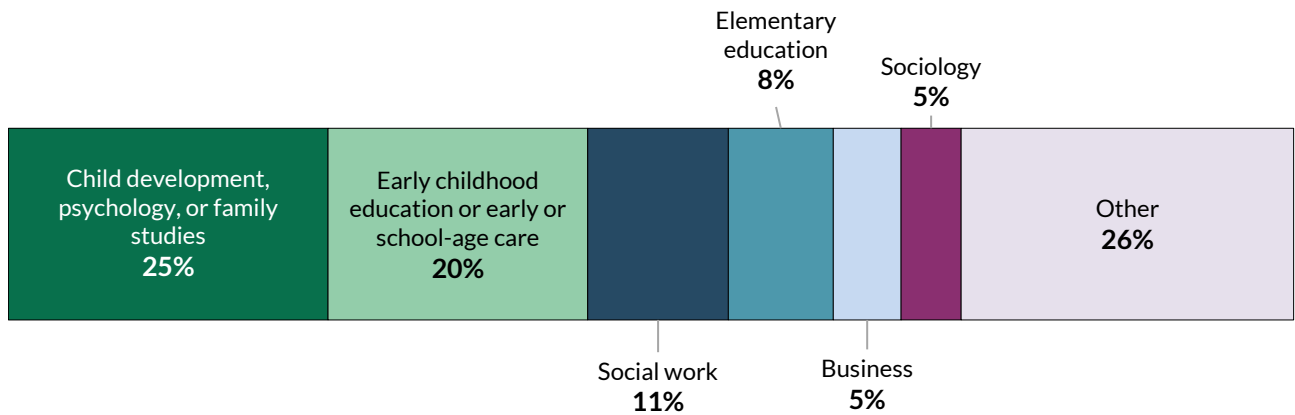 Elementary
education
8%
Sociology
5%
Child development,
psychology, or family
studies
25%
Early childhood
education or early or
school-age care
20%
Other
26%
Social work
11%
Business
5%